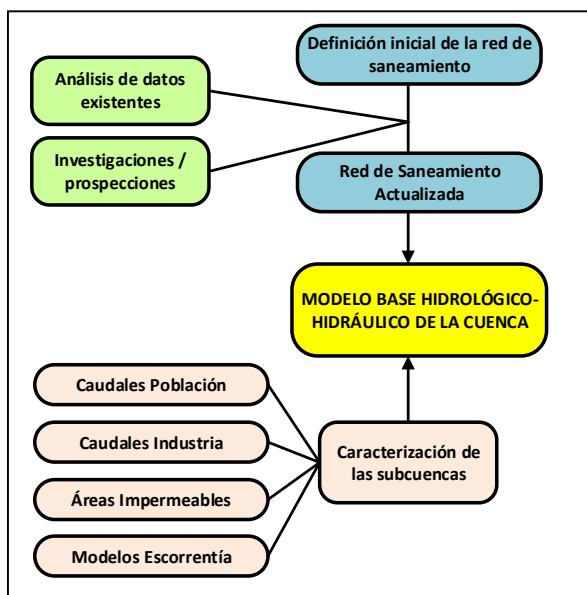 Definición inicial de la red de
saneamiento
Análisis de datos
existentes
Investigaciones /
prospecciones
Red de Saneamiento
Actualizada
MODELO BASE HIDROLÓGICO-
HIDRÁULICO DE LA CUENCA
Caudales Población
Caudales Industria
Áreas Impermeables
Modelos Escorrentía
Caracterización de
las subcuencas